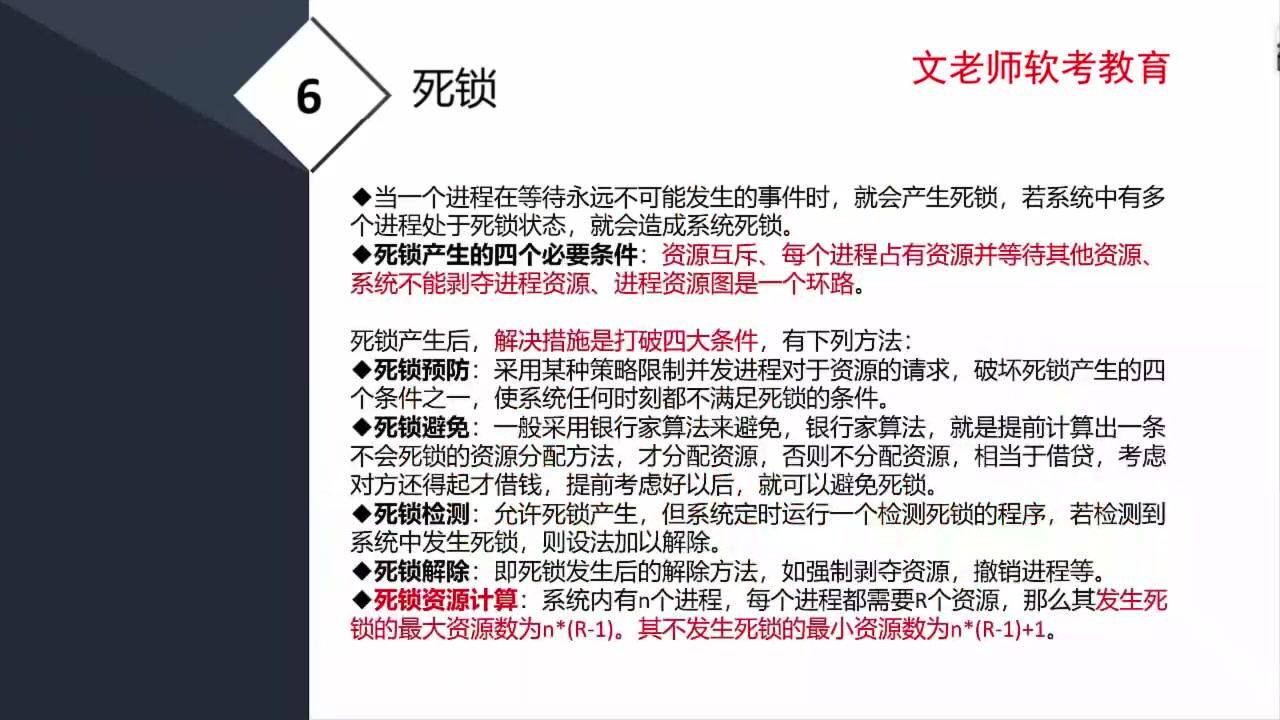 6
死锁
文老师软考教育
◆当一个进程在等待永远不可能发生的事件时，就会产生死锁，若系统中有多
个进程处于死锁状态，就会造成系统死锁。
◆死锁产生的四个必要条件：资源互斥、每个进程占有资源并等待其他资源、
系统不能剥夺进程资源、进程资源图是一个环路。
死锁产生后，解决措施是打破四大条件，有下列方法：
◆死锁预防：采用某种策略限制并发进程对于资源的请求，破坏死锁产生的四
个条件之一，使系统任何时刻都不满足死锁的条件。
◆死锁避免：一般采用银行家算法来避免，银行家算法，就是提前计算出一条
不会死锁的资源分配方法，才分配资源，否则不分配资源，相当于借贷，考虑
对方还得起才借钱，提前考虑好以后，就可以避免死锁。
◆死锁检测：允许死锁产生，但系统定时运行一个检测死锁的程序，若检测到
系统中发生死锁，则设法加以解除。
◆死锁解除：即死锁发生后的解除方法，如强制剥夺资源，撤销进程等。
◆死锁资源计算：系统内有n个进程，每个进程都需要R个资源，那么其发生死
锁的最大资源数为n*(R-1)。其不发生死锁的最小资源数为n*(R-1)+1。